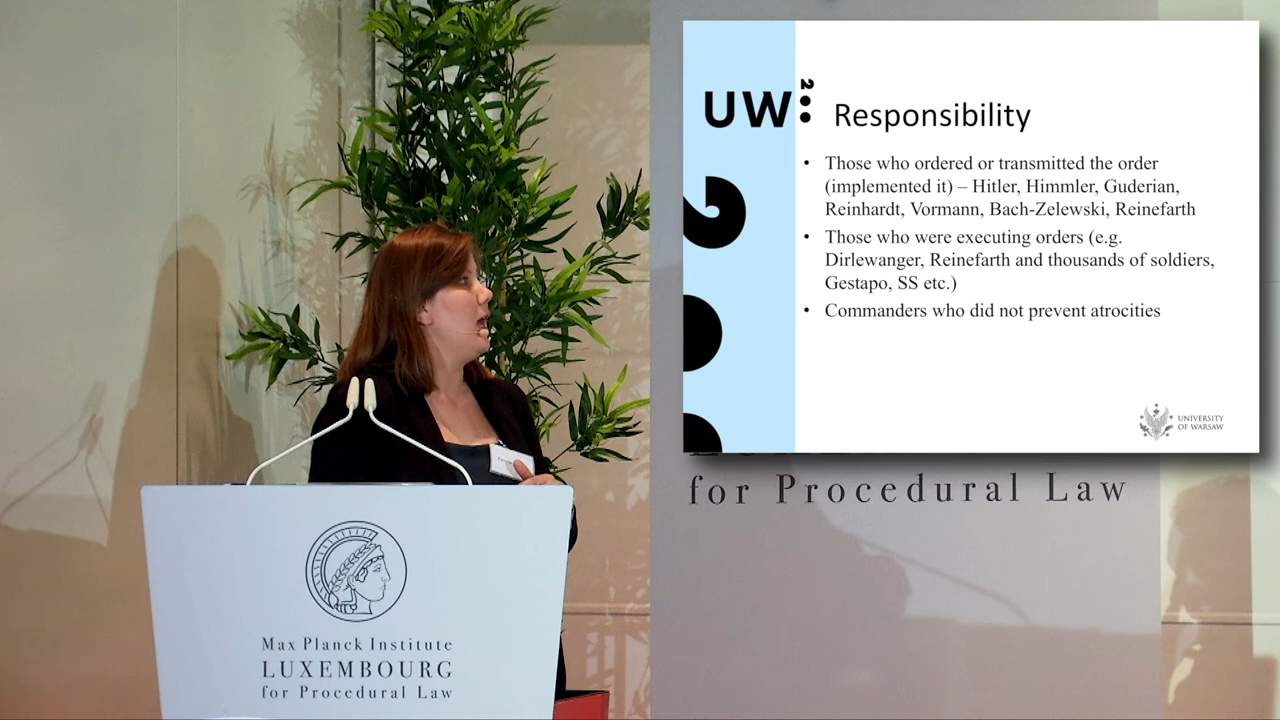 UW
Responsibility
• Those who ordered or transmitted the order
(implemented it) – Hitler, Himmler, Guderian,
Reinhardt, Vormann, Bach-Zelewski, Reinefarth
• Those who were executing orders (e.g.
Dirlewanger, Reinefarth and thousands of soldiers,
Gestapo, SS etc.)
• Commanders who did not prevent atrocities
UNIVERSITY
OF WARSAW
for Procedural Law
Max Planck Institute
LUXEMBOURG
for Procedural Law